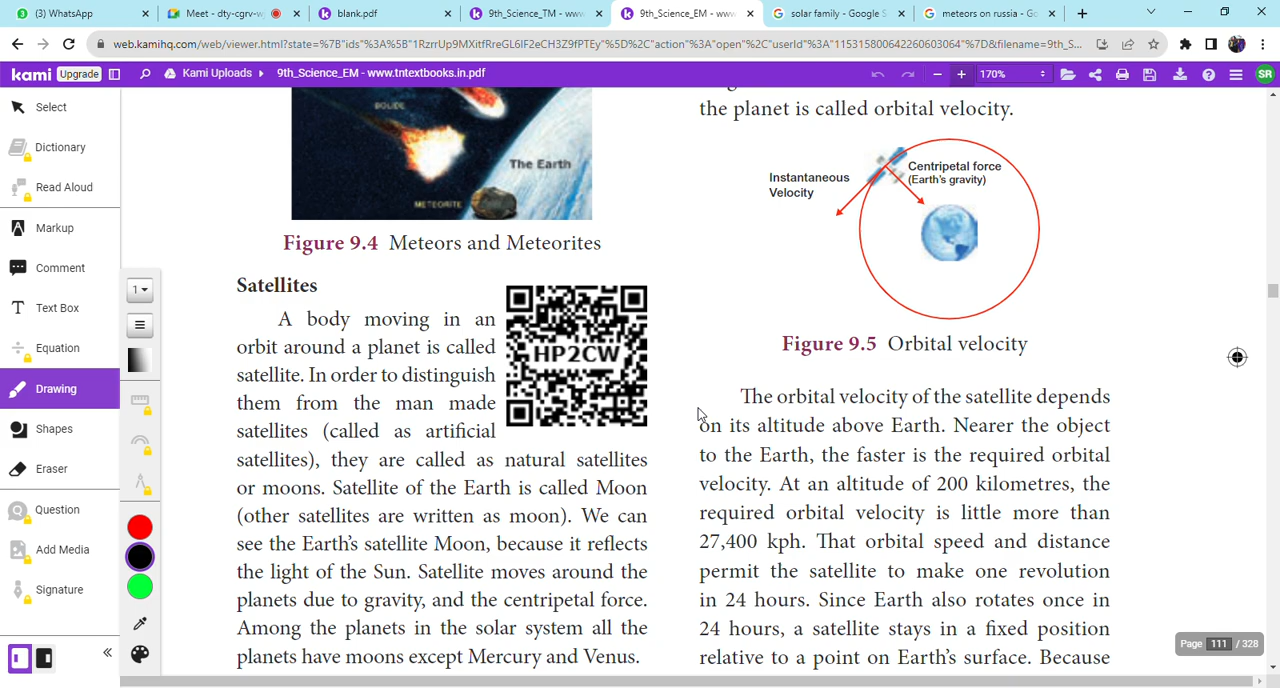 WhatsApp
Meet - dty-cgrv-w
blank.pdf
9th_Science_TM - www
9th_Science_EM - www.
solar family - Google S
meteors on russia - Go
web.kamihq.com/web/viewer.html?state=%7B"ids"%3A%5B"1RzrrUp9MXitfRreGL6IF2eCH3Z9fPTEy"%5D%2C"action"%3A"open"%2C"userId"%3A"115315800642260603064"%7D&filename=9th_S...
kami Upgrade Kami Uploads 9th_Science_EM - www.tntextbooks.in.pdf 170% SR
Select
Dictionary
Read Aloud
Markup
Comment
Text Box
Equation
Drawing
Shapes
Eraser
Question
Add Media
Signature
1
BOLIDE
The Earth
METEORITE
Figure 9.4 Meteors and Meteorites
Satellites
HP2CW
A body moving in an
orbit around a planet is called
satellite. In order to distinguish
them from the man made
satellites (called as artificial
satellites), they are called as natural satellites
or moons. Satellite of the Earth is called Moon
(other satellites are written as moon). We can
see the Earth's satellite Moon, because it reflects
the light of the Sun. Satellite moves around the
planets due to gravity, and the centripetal force.
Among the planets in the solar system all the
planets have moons except Mercury and Venus.
the planet is called orbital velocity.
Instantaneous
Velocity
Centripetal force
(Earth's gravity)
Figure 9.5 Orbital velocity
The orbital velocity of the satellite depends
on its altitude above Earth. Nearer the object
to the Earth, the faster is the required orbital
velocity. At an altitude of 200 kilometres, the
required orbital velocity is little more than
27,400 kph. That orbital speed and distance
permit the satellite to make one revolution
in 24 hours. Since Earth also rotates once in
24 hours, a satellite stays in a fixed position
relative to a point on Earth's surface. Because
Page 111 / 328